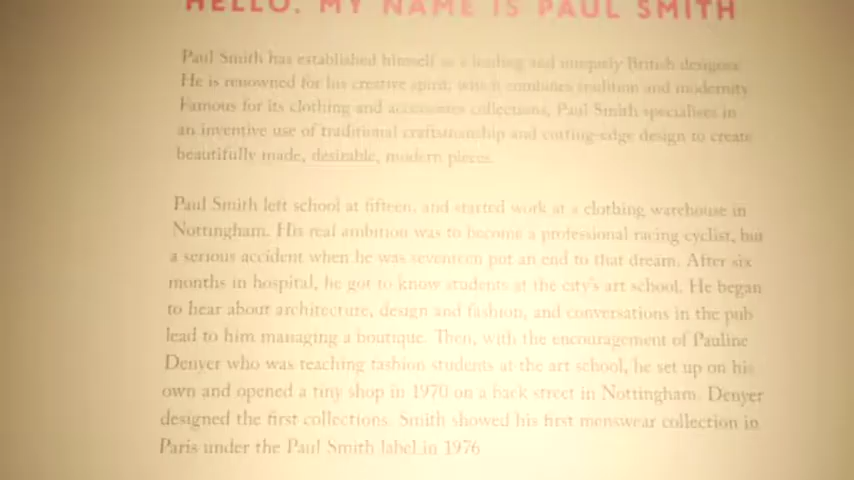 HELLO, MY NAME IS PAUL SMITH
Paul Smith has established himself as a leading and uniquely British designer.
He is renowned for his creative spirit, which combines tradition and modernity.
Famous for its clothing and accessories collections, Paul Smith specialises in
an inventive use of traditional craftsmanship and cutting-edge design to create
beautifully made, desirable, modern pieces.
Paul Smith left school at fifteen, and started work at a clothing warehouse in
Nottingham. His real ambition was to become a professional racing cyclist, but
a serious accident when he was seventeen put an end to that dream. After six
months in hospital, he got to know students at the city's art school. He began
to hear about architecture, design and fashion, and conversations in the pub
lead to him managing a boutique. Then, with the encouragement of Pauline
Denyer who was teaching fashion students at the art school, he set up on his
own and opened a tiny shop in 1970 on a back street in Nottingham. Denyer
designed the first collections. Smith showed his first menswear collection in
Paris under the Paul Smith label in 1976